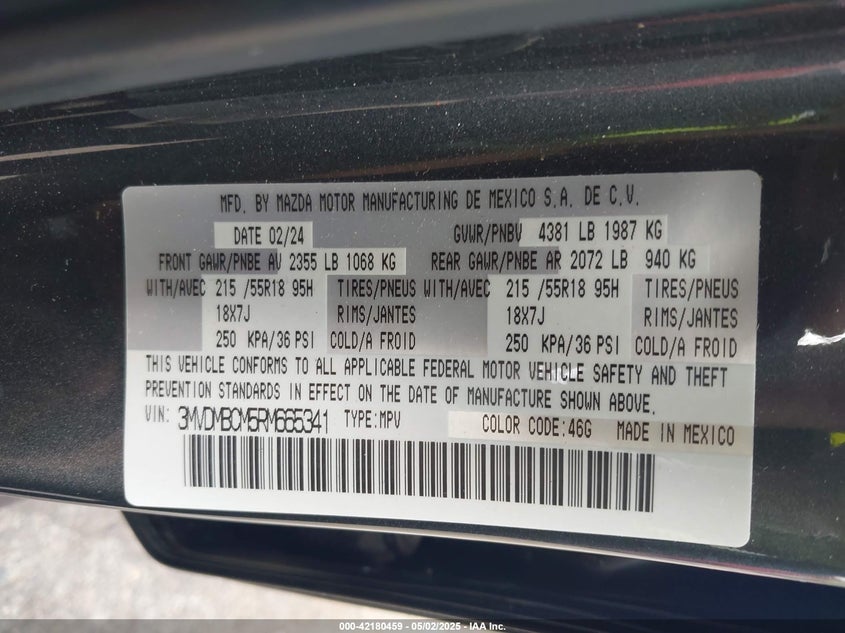 MFD. BY MAZDA MOTOR MANUFACTURING DE MEXICO S.A. DE C.V.
DATE 02/24 GVWR/PNBV 4381 LB 1987 KG
FRONT GAWR/PNBE AV 2355 LB 1068 KG REAR GAWR/PNBE AR 2072 LB 940 KG
WITH/AVEC 215 /55R18 95H TIRES/PNEUS WITH/AVEC 215 /55R18 95H TIRES/PNEUS
18X7J RIMS/JANTES 18X7J RIMS/JANTES
250 KPA/36 PSI COLD/A FROID 250 KPA/36 PSI COLD/A FROID
THIS VEHICLE CONFORMS TO ALL APPLICABLE FEDERAL MOTOR VEHICLE SAFETY AND THEFT
PREVENTION STANDARDS IN EFFECT ON THE DATE OF MANUFACTURE SHOWN ABOVE.
VIN: 3MVDMBCM5RM665341 TYPE:MPV COLOR CODE:46G MADE IN MEXICO
000-42180459 - 05/02/2025 - IAA, Inc.